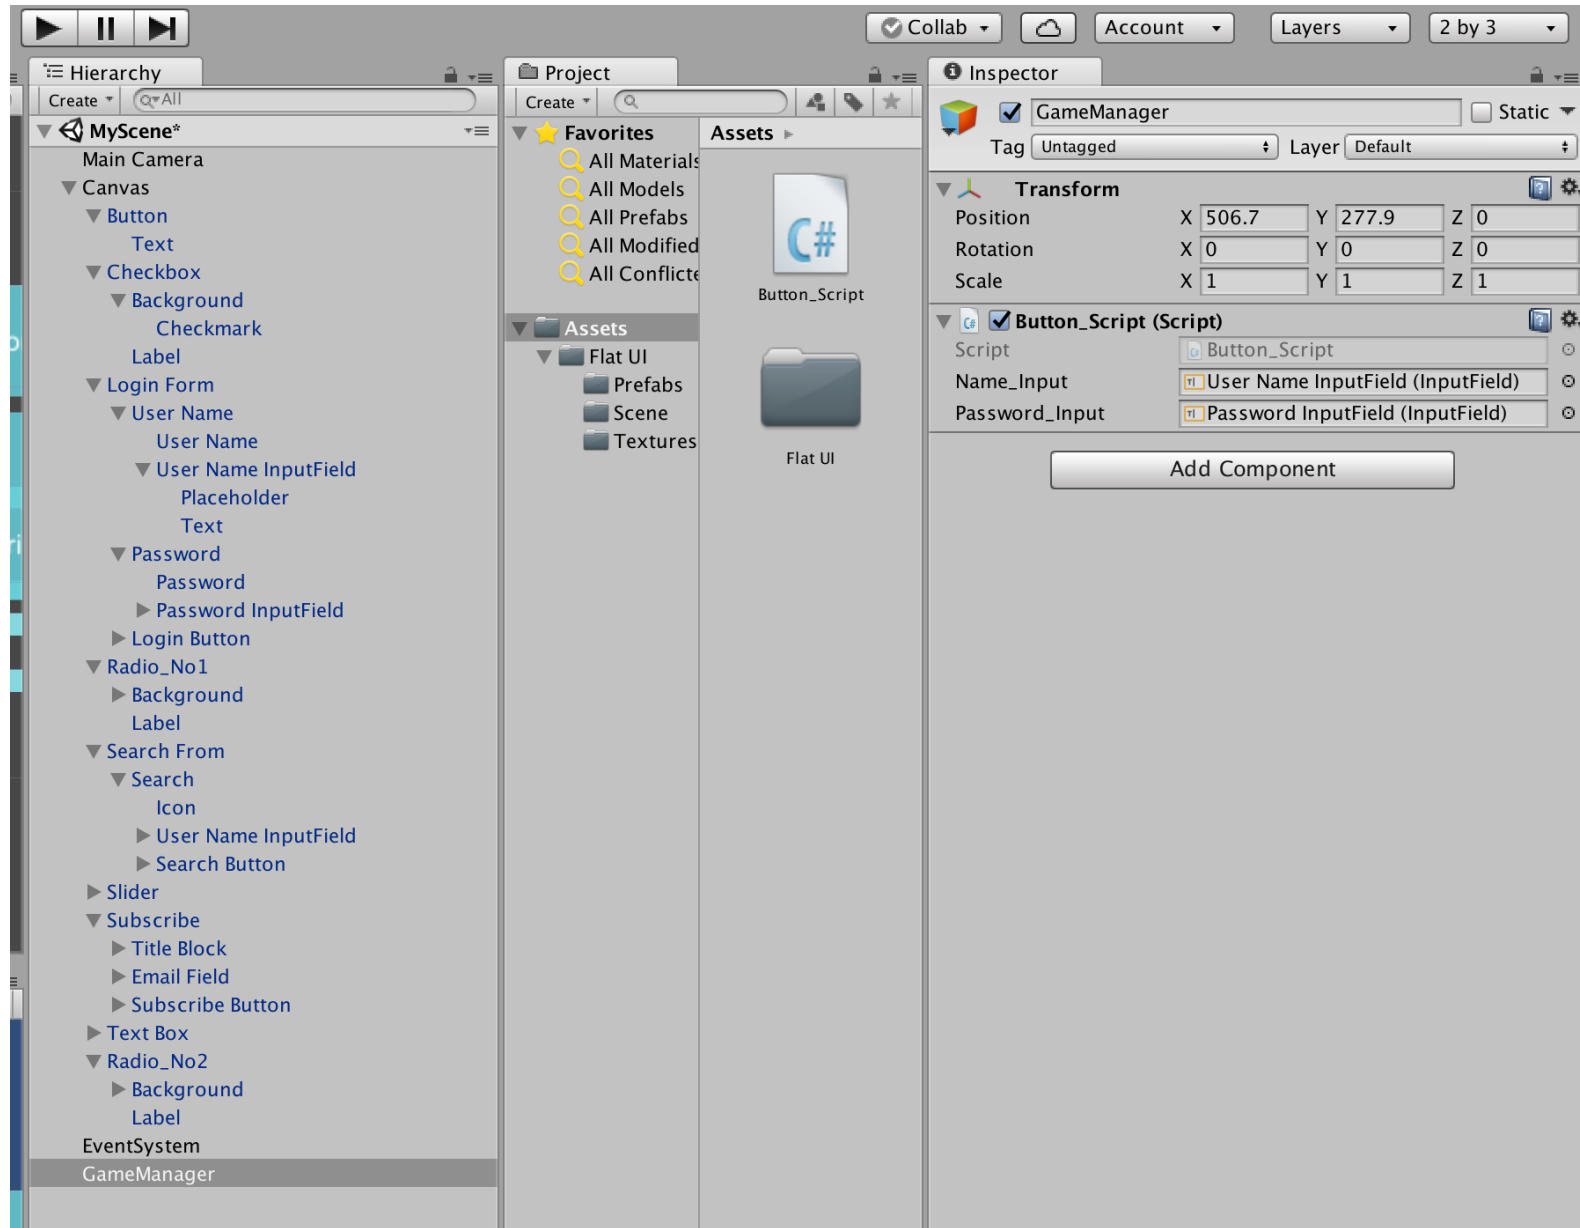 Collab
Account
Layers
2 by 3
Hierarchy
Create
All
MyScene*
Main Camera
Canvas
Button
Text
Checkbox
Background
Checkmark
Label
Login Form
User Name
User Name
User Name InputField
Placeholder
Text
Password
Password
Password InputField
Login Button
Radio_No1
Background
Label
Search From
Search
Icon
User Name InputField
Search Button
Slider
Subscribe
Title Block
Email Field
Subscribe Button
Text Box
Radio_No2
Background
Label
EventSystem
GameManager
Project
Create
Favorites
All Materials
All Models
All Prefabs
All Modified
All Conflicte
Assets
Flat UI
Prefabs
Scene
Textures
Assets
C#
Button_Script
Flat UI
Inspector
GameManager
Static
Tag Untagged Layer Default
Transform
Position X 506.7 Y 277.9 Z 0
Rotation X 0 Y 0 Z 0
Scale X 1 Y 1 Z 1
C# Button_Script (Script)
Script Button_Script
Name_Input User Name InputField (InputField)
Password_Input Password InputField (InputField)
Add Component